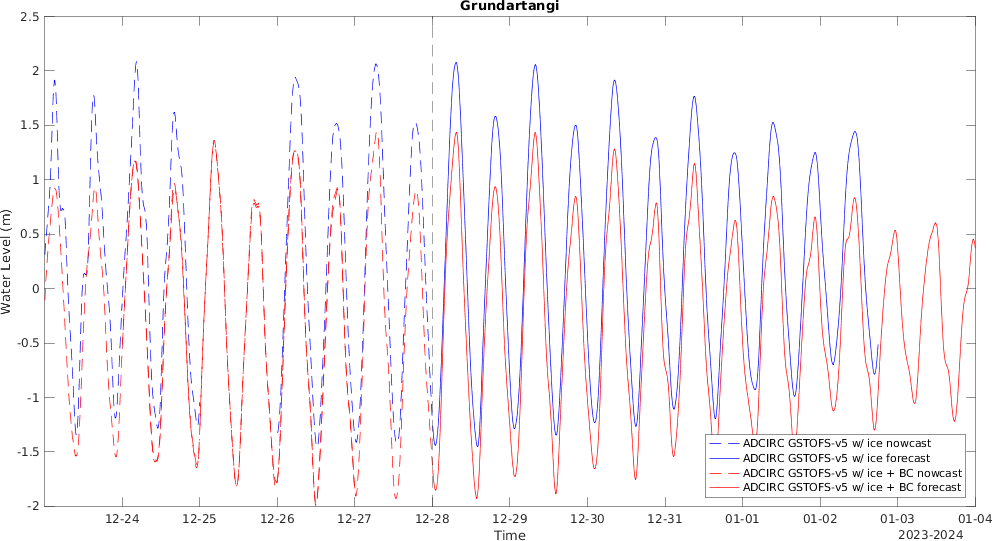 Grundartangi
2.5
2
1.5
1
0.5
0
-0.5
-1
-1.5
-2
Water Level (m)
12-24 12-25 12-26 12-27 12-28 12-29 12-30 12-31 01-01 01-02 01-03 01-04
Time
2023-2024
ADCIRC GSTOFS-v5 w/ ice nowcast
ADCIRC GSTOFS-v5 w/ ice forecast
ADCIRC GSTOFS-v5 w/ ice + BC nowcast
ADCIRC GSTOFS-v5 w/ ice + BC forecast